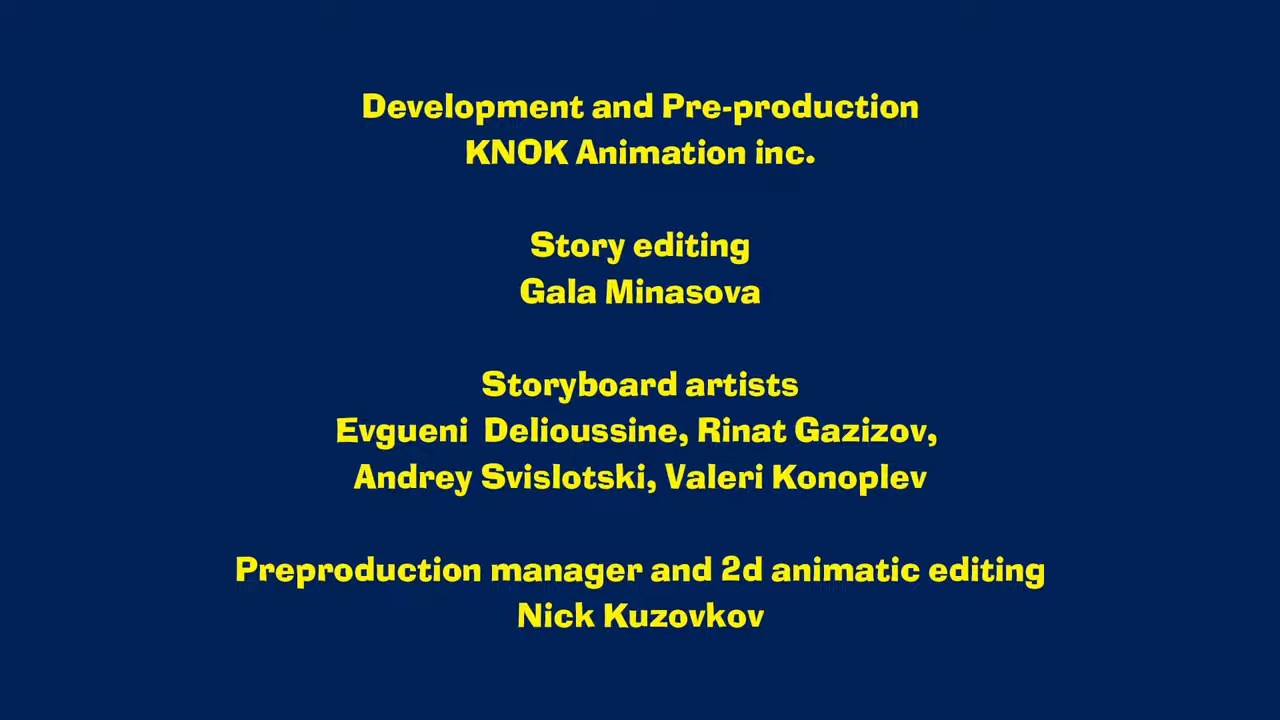 Development and Pre-production
KNOK Animation inc.
Story editing
Gala Minasova
Storyboard artists
Evgueni  Delioussine, Rinat Gazizov,
Andrey Svislotski, Valeri Konoplev
Preproduction manager and 2d animatic editing
Nick Kuzovkov